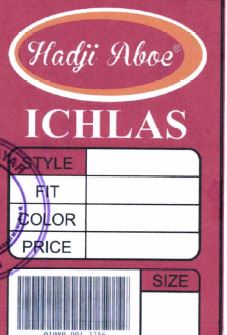 Hadji Aboe®
ICHLAS
STYLE
FIT
COLOR
PRICE
SIZE